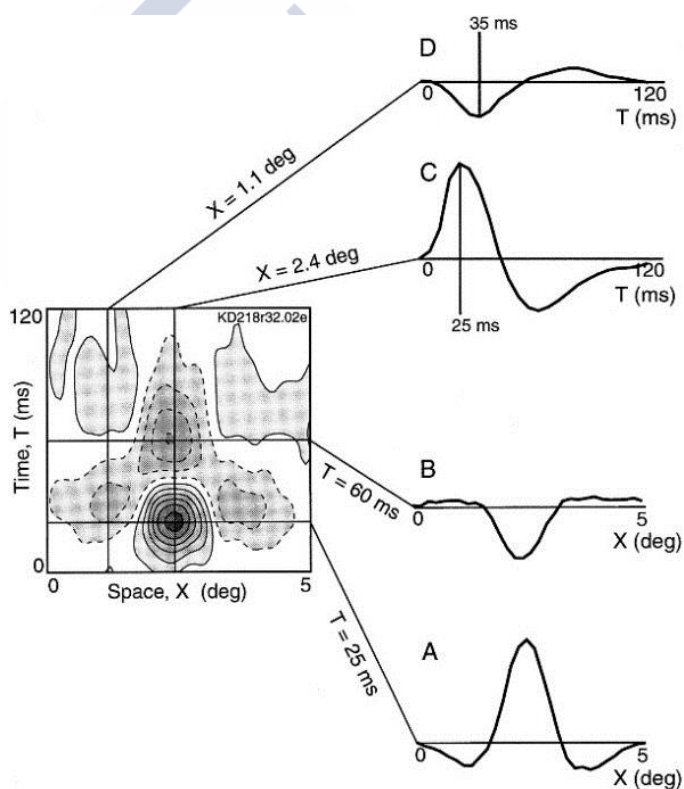 35 ms
D
0
120
T (ms)
C
0
120
T (ms)
25 ms
X = 1.1 deg
X = 2.4 deg
120
KD218r32.02e
Time, T (ms)
0
0
5
Space, X (deg)
T = 60 ms
B
0
5
X (deg)
T = 25 ms
A
0
5
X (deg)